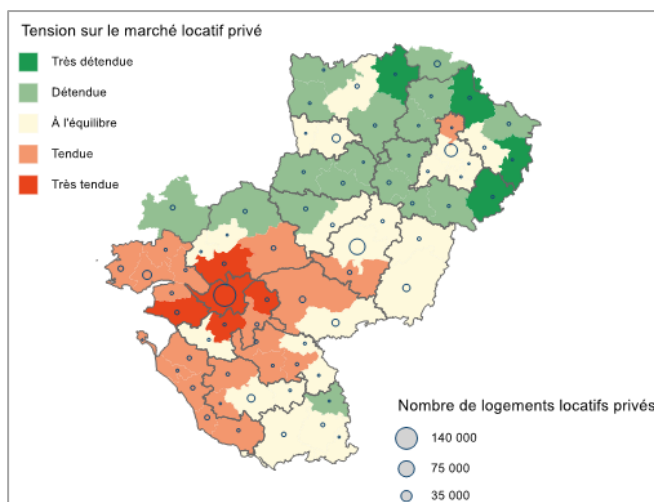 Tension sur le marché locatif privé
Très détendue
Détendue
À l'équilibre
Tendue
Très tendue
Nombre de logements locatifs privés
140 000
75 000
35 000